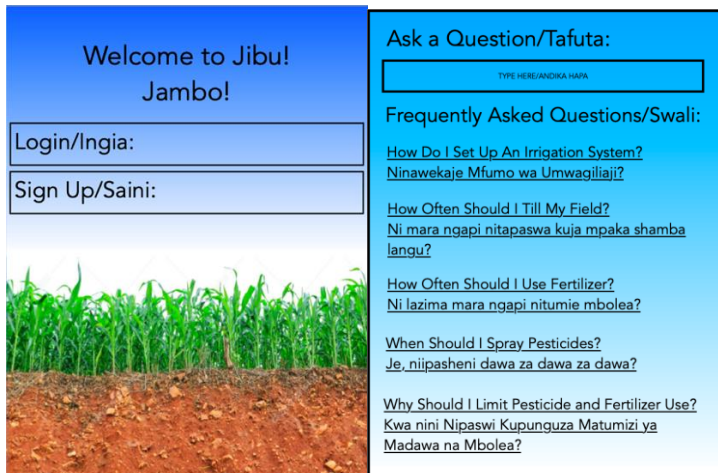 Welcome to Jibu!
Jambo!
Login/Ingia:
Sign Up/Saini:
Ask a Question/Tafuta:
TYPE HERE/ANDIKA HAPA
Frequently Asked Questions/Swali:
How Do I Set Up An Irrigation System?
Ninawekaje Mfumo wa Umwagiliaji?
How Often Should I Till My Field?
Ni mara ngapi nitapaswa kuja mpaka shamba
langu?
How Often Should I Use Fertilizer?
Ni lazima mara ngapi nitumie mbolea?
When Should I Spray Pesticides?
Je, niipasheni dawa za dawa za dawa?
Why Should I Limit Pesticide and Fertilizer Use?
Kwa nini Nipaswi Kupunguza Matumizi ya
Madawa na Mbolea?